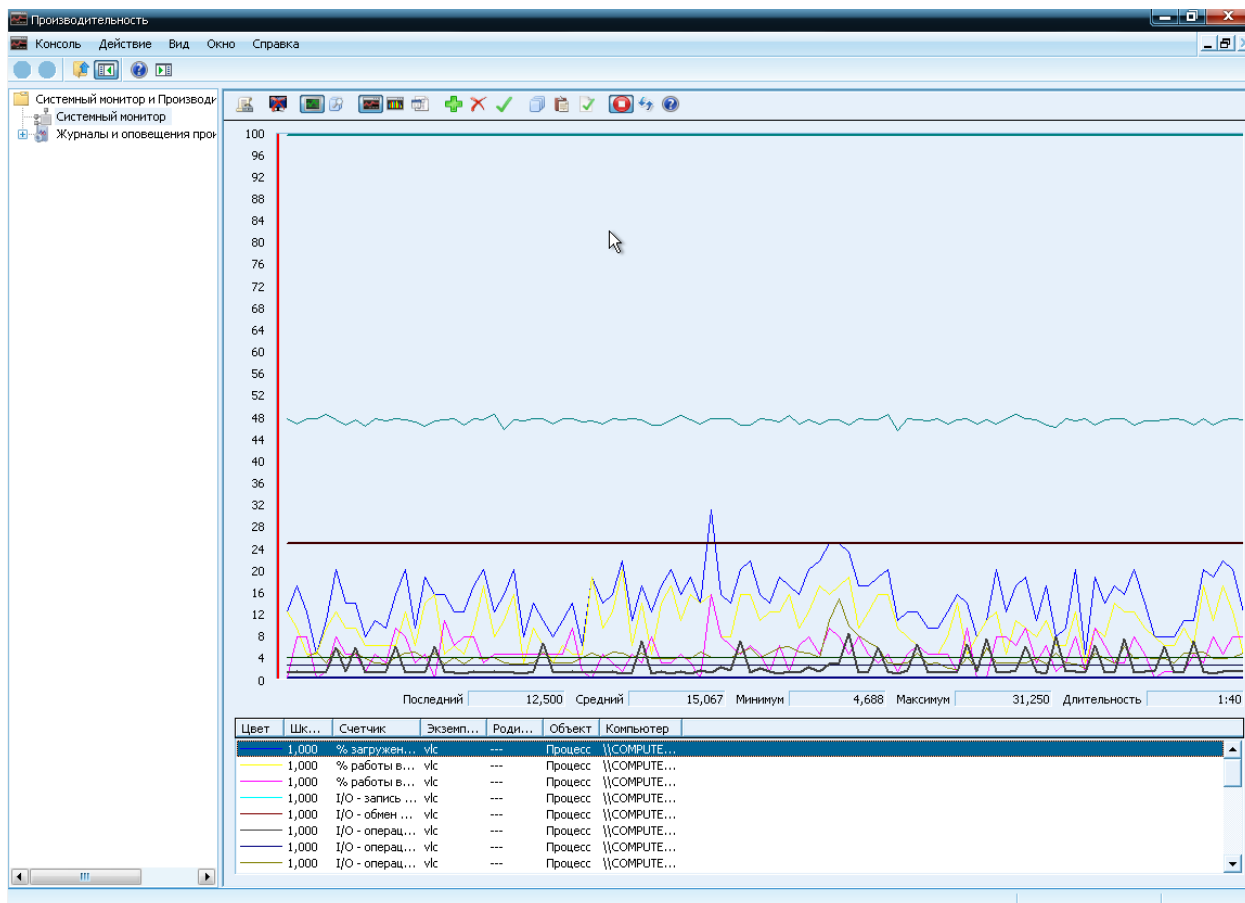 Производительность
Консоль Действие Вид Окно Справка
Системный монитор и Производи
Системный монитор
Журналы и оповещения прои
100
96
92
88
84
80
76
72
68
64
60
56
52
48
44
40
36
32
28
24
20
16
12
8
4
0
Последний 12,500 Средний 15,067 Минимум 4,688 Максимум 31,250 Длительность 1:40
Цвет Шк... Счетчик Экземп... Роди... Объект Компьютер
1,000 % загружен... vlc --- Процесс \\COMPUTE...
1,000 % работы в... vlc --- Процесс \\COMPUTE...
1,000 % работы в... vlc --- Процесс \\COMPUTE...
1,000 I/O - запись ... vlc --- Процесс \\COMPUTE...
1,000 I/O - обмен ... vlc --- Процесс \\COMPUTE...
1,000 I/O - операц... vlc --- Процесс \\COMPUTE...
1,000 I/O - операц... vlc --- Процесс \\COMPUTE...
1,000 I/O - операц... vlc --- Процесс \\COMPUTE...